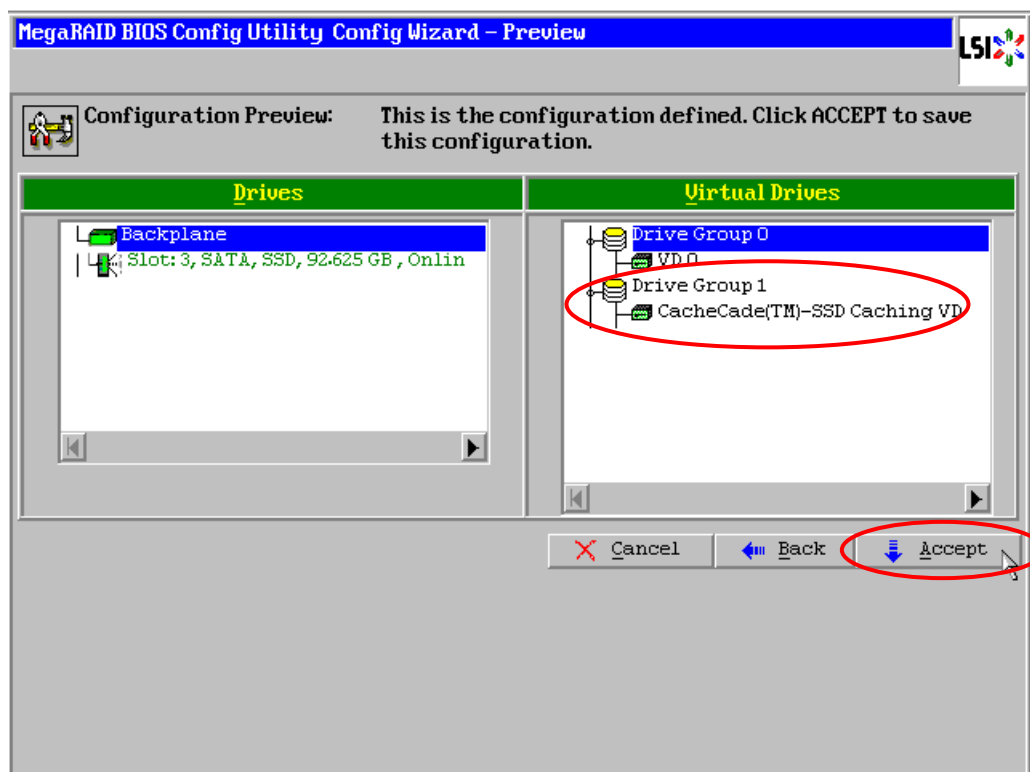 MegaRAID BIOS Config Utility Config Wizard – Preview
LSI
Configuration Preview:
This is the configuration defined. Click ACCEPT to save
this configuration.
Drives
Backplane
Slot: 3, SATA, SSD, 92.625 GB , Onlin
Virtual Drives
Drive Group 0
VD 0
Drive Group 1
CacheCade(TM)–SSD Caching VD
Cancel
Back
Accept